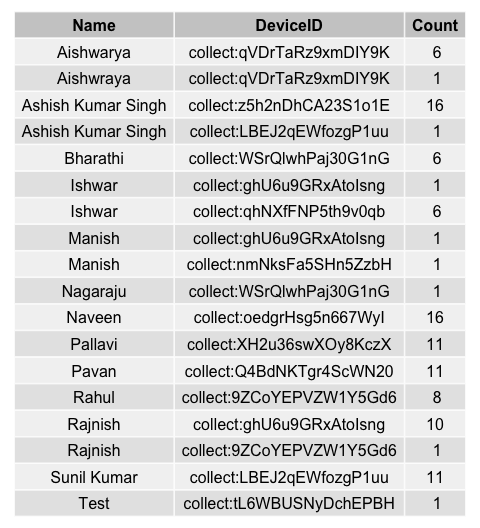 Name DeviceID Count
Aishwarya collect:qVDrTaRz9xmDIY9K 6
Aishwraya collect:qVDrTaRz9xmDIY9K 1
Ashish Kumar Singh collect:z5h2nDhCA23S1o1E 16
Ashish Kumar Singh collect:LBEJ2qEWfozgP1uu 1
Bharathi collect:WSrQlwhPaj30G1nG 6
Ishwar collect:ghU6u9GRxAtoIsng 1
Ishwar collect:qhNXfFNP5th9v0qb 6
Manish collect:ghU6u9GRxAtoIsng 1
Manish collect:nmNksFa5SHn5ZzbH 1
Nagaraju collect:WSrQlwhPaj30G1nG 1
Naveen collect:oedgrHsg5n667WyI 16
Pallavi collect:XH2u36swXOy8KczX 11
Pavan collect:Q4BdNKTgr4ScWN20 11
Rahul collect:9ZCoYEPVZW1Y5Gd6 8
Rajnish collect:ghU6u9GRxAtoIsng 10
Rajnish collect:9ZCoYEPVZW1Y5Gd6 1
Sunil Kumar collect:LBEJ2qEWfozgP1uu 11
Test collect:tL6WBUSNyDchEPBH 1